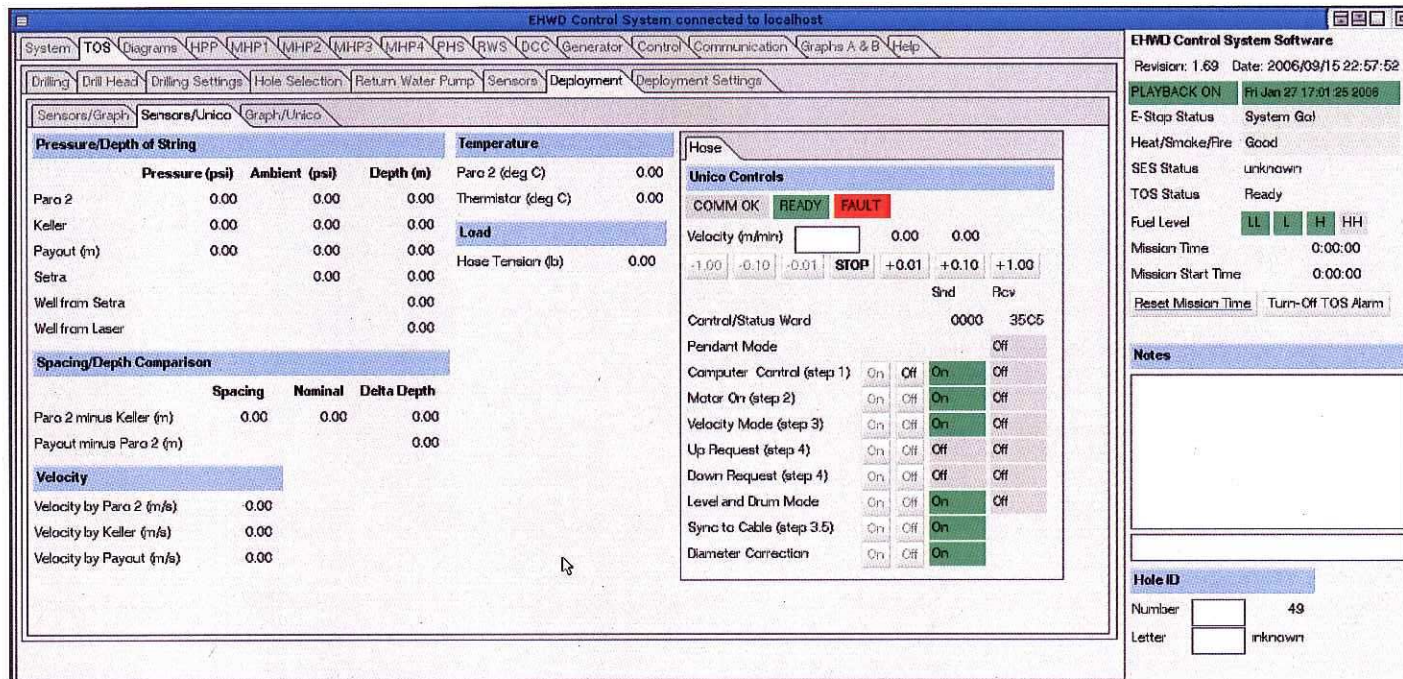 EHWD Control System connected to localhost
System TOS Diagrams HPP MHP1 MHP2 MHP3 MHP4 PHS RWS DCC Generator Control Communication Graphs A & B Help
Drilling Drill Head Drilling Settings Hole Selection Return Water Pump Sensors Deployment Deployment Settings
Sensors/Graph Sensors/Unico Graph/Unico
Pressure/Depth of String
Pressure (psi) Ambient (psi) Depth (m)
Paro 2 0.00 0.00 0.00
Keller 0.00 0.00 0.00
Payout (m) 0.00 0.00 0.00
Setra 0.00 0.00
Well from Setra 0.00
Well from Laser 0.00
Spacing/Depth Comparison
Spacing Nominal Delta Depth
Paro 2 minus Keller (m) 0.00 0.00 0.00
Payout minus Paro 2 (m) 0.00
Velocity
Velocity by Paro 2 (m/s) -0.00
Velocity by Keller (m/s) 0.00
Velocity by Payout (m/s) 0.00
Temperature
Paro 2 (deg C) 0.00
Thermistor (deg C) 0.00
Load
Hose Tension (lb) 0.00
Hose
Unico Controls
COMM OK READY FAULT
Velocity (m/min) 0.00 0.00
-1.00 -0.10 -0.01 STOP +0.01 +0.10 +1.00
Snd Rcv
Control/Status Word 0000 35C5
Pendant Mode Off
Computer Control (step 1) On Off On Off
Motor On (step 2) On Off On Off
Velocity Mode (step 3) On Off On Off
Up Request (step 4) On Off Off Off
Down Request (step 4) On Off Off Off
Level and Drum Mode On Off On Off
Sync to Cable (step 3.5) On Off On
Diameter Correction On Off On
EHWD Control System Software
Revision: 1.69 Date: 2006/09/15 22:57:52
PLAYBACK ON Fri Jan 27 17:01:25 2006
E-Stop Status System Go!
Heat/Smoke/Fire Good
SES Status unknown
TOS Status Ready
Fuel Level LL L H HH
Mission Time 0:00:00
Mission Start Time 0:00:00
Reset Mission Time Turn-Off TOS Alarm
Notes
Hole ID
Number 49
Letter inknown